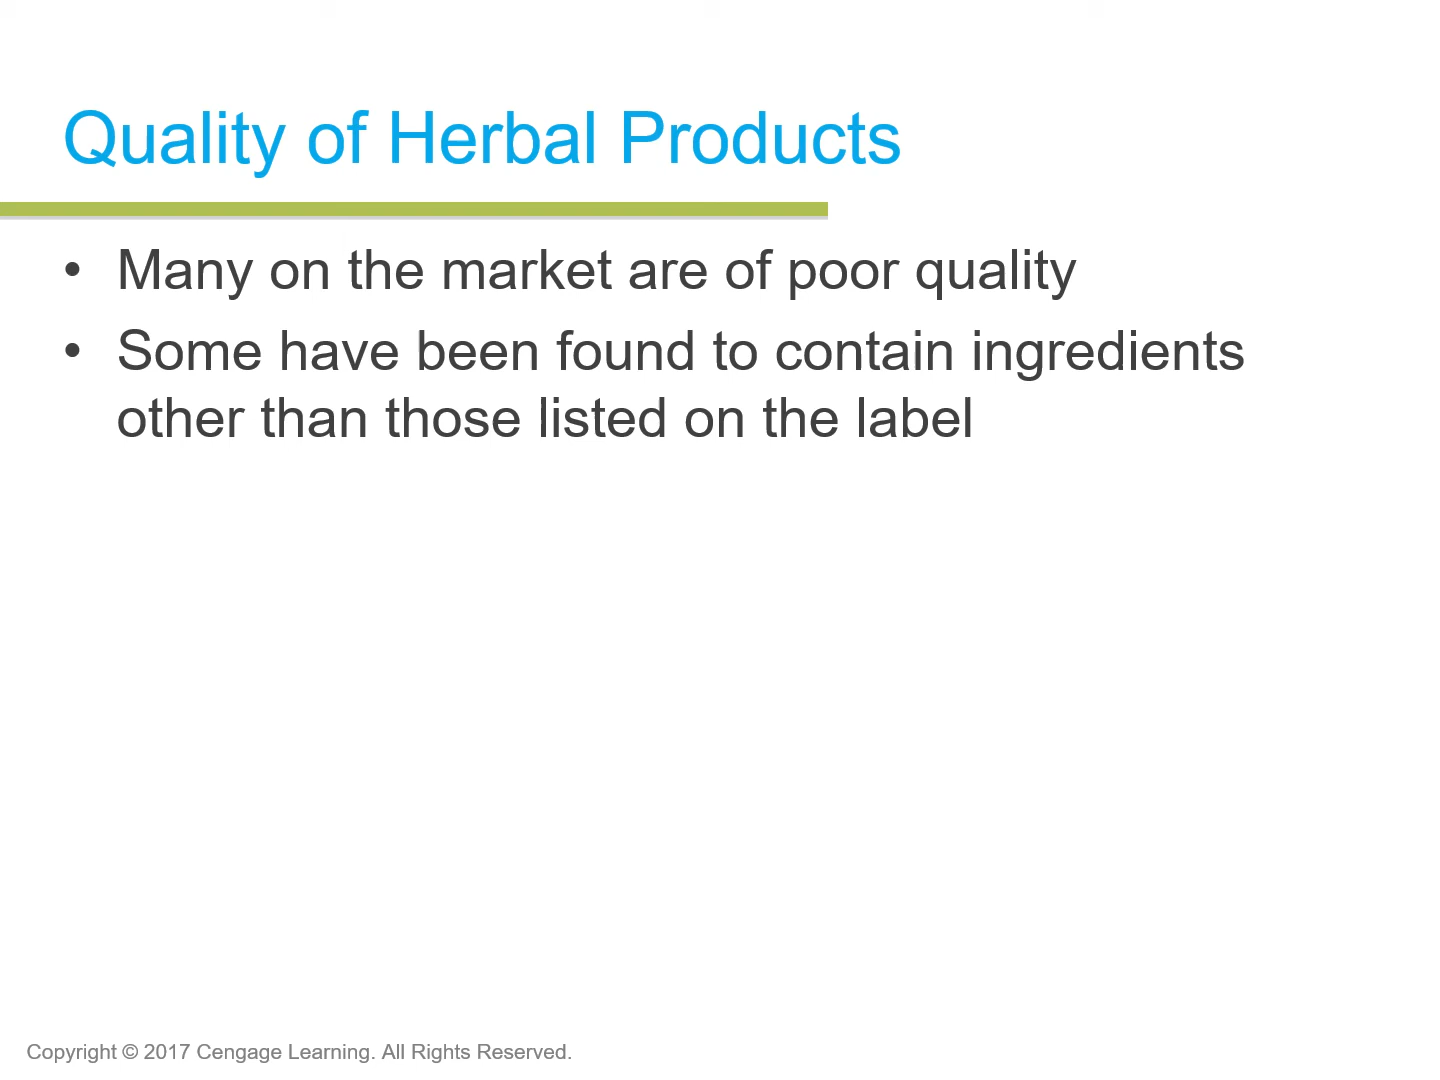 Quality of Herbal Products
• Many on the market are of poor quality
• Some have been found to contain ingredients
other than those listed on the label
Copyright © 2017 Cengage Learning. All Rights Reserved.